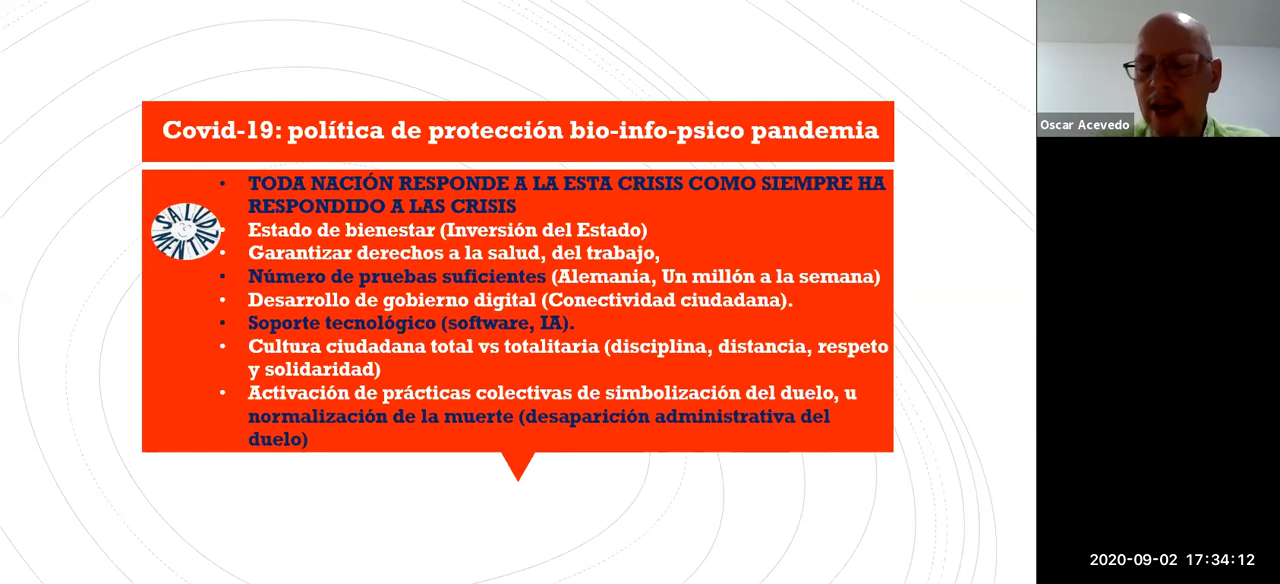 Covid-19: política de protección bio-info-psico pandemia
SALUD
MENTAL
• TODA NACIÓN RESPONDE A LA ESTA CRISIS COMO SIEMPRE HA
RESPONDIDO A LAS CRISIS
• Estado de bienestar (Inversión del Estado)
• Garantizar derechos a la salud, del trabajo,
• Número de pruebas suficientes (Alemania, Un millón a la semana)
• Desarrollo de gobierno digital (Conectividad ciudadana).
• Soporte tecnológico (software, IA).
• Cultura ciudadana total vs totalitaria (disciplina, distancia, respeto
y solidaridad)
• Activación de prácticas colectivas de simbolización del duelo, u
normalización de la muerte (desaparición administrativa del
duelo)
Oscar Acevedo
2020-09-02 17:34:12